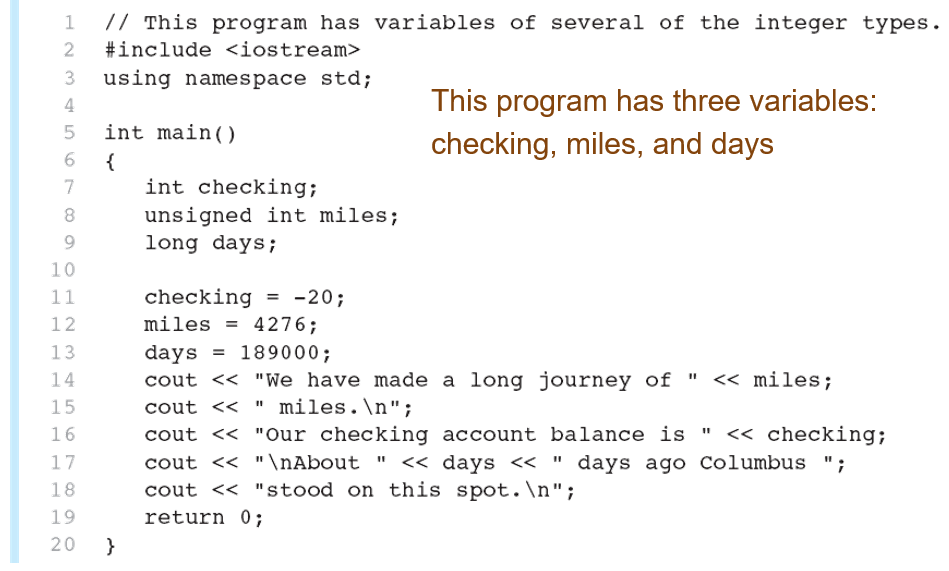 1 // This program has variables of several of the integer types.
2 #include <iostream>
3 using namespace std;
4
5 int main()
6 {
7 int checking;
8 unsigned int miles;
9 long days;
10
11 checking = -20;
12 miles = 4276;
13 days = 189000;
14 cout << "We have made a long journey of " << miles;
15 cout << " miles.\n";
16 cout << "Our checking account balance is " << checking;
17 cout << "\nAbout " << days << " days ago Columbus ";
18 cout << "stood on this spot.\n";
19 return 0;
20 }
This program has three variables:
checking, miles, and days